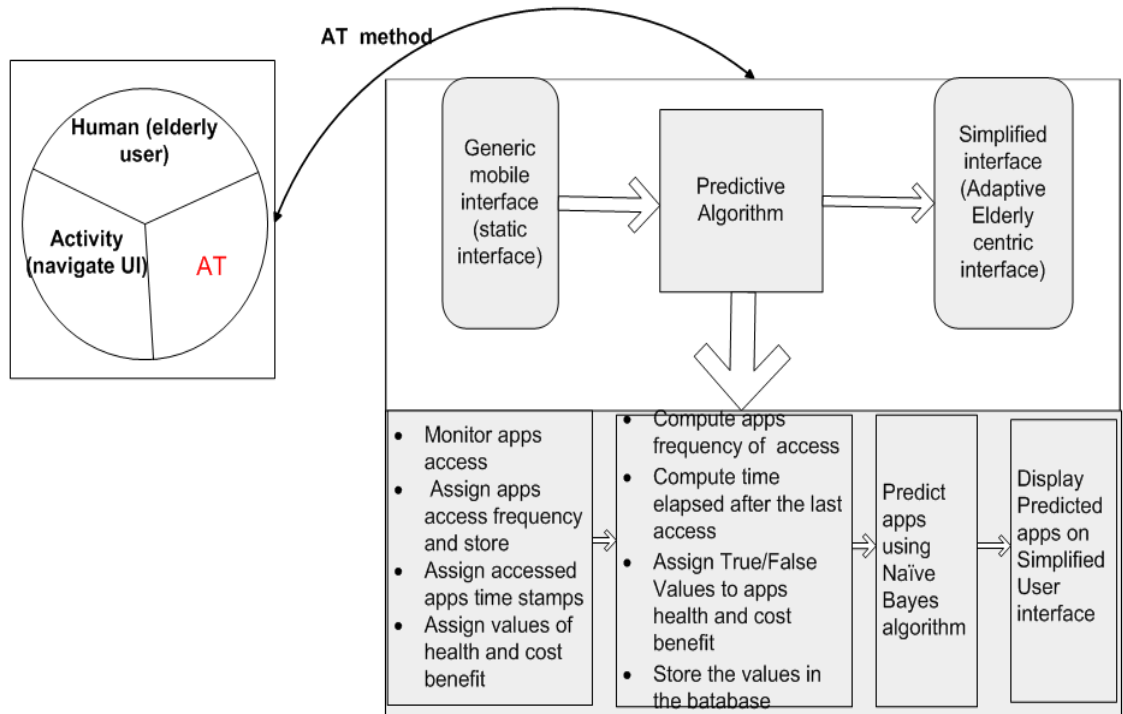 AT method
Human (elderly
user)
Activity
(navigate UI)
AT
Generic
mobile
interface
(static
interface)
Predictive
Algorithm
Simplified
interface
(Adaptive
Elderly
centric
interface)
• Monitor apps
access
• Assign apps
access frequency
and store
• Assign accessed
apps time stamps
• Assign values of
health and cost
benefit
• Compute apps
frequency of access
• Compute time
elapsed after the last
access
• Assign True/False
Values to apps
health and cost
benefit
• Store the values in
the batabase
Predict
apps
using
Naïve
Bayes
algorithm
Display
Predicted
apps on
Simplified
User
interface